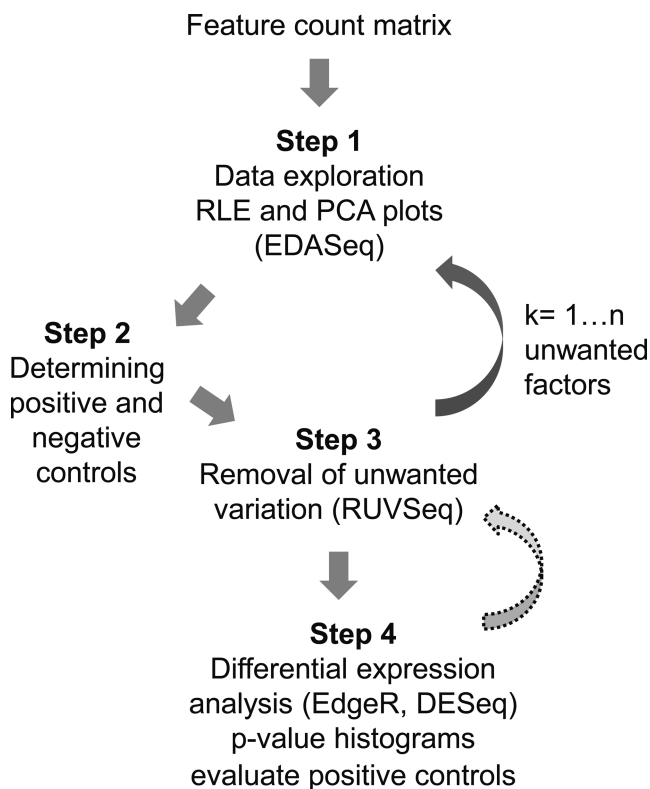 Feature count matrix
Step 1
Data exploration
RLE and PCA plots
(EDASeq)
k= 1...n
unwanted
factors
Step 2
Determining
positive and
negative
controls
Step 3
Removal of unwanted
variation (RUVSeq)
Step 4
Differential expression
analysis (EdgeR, DESeq)
p-value histograms
evaluate positive controls